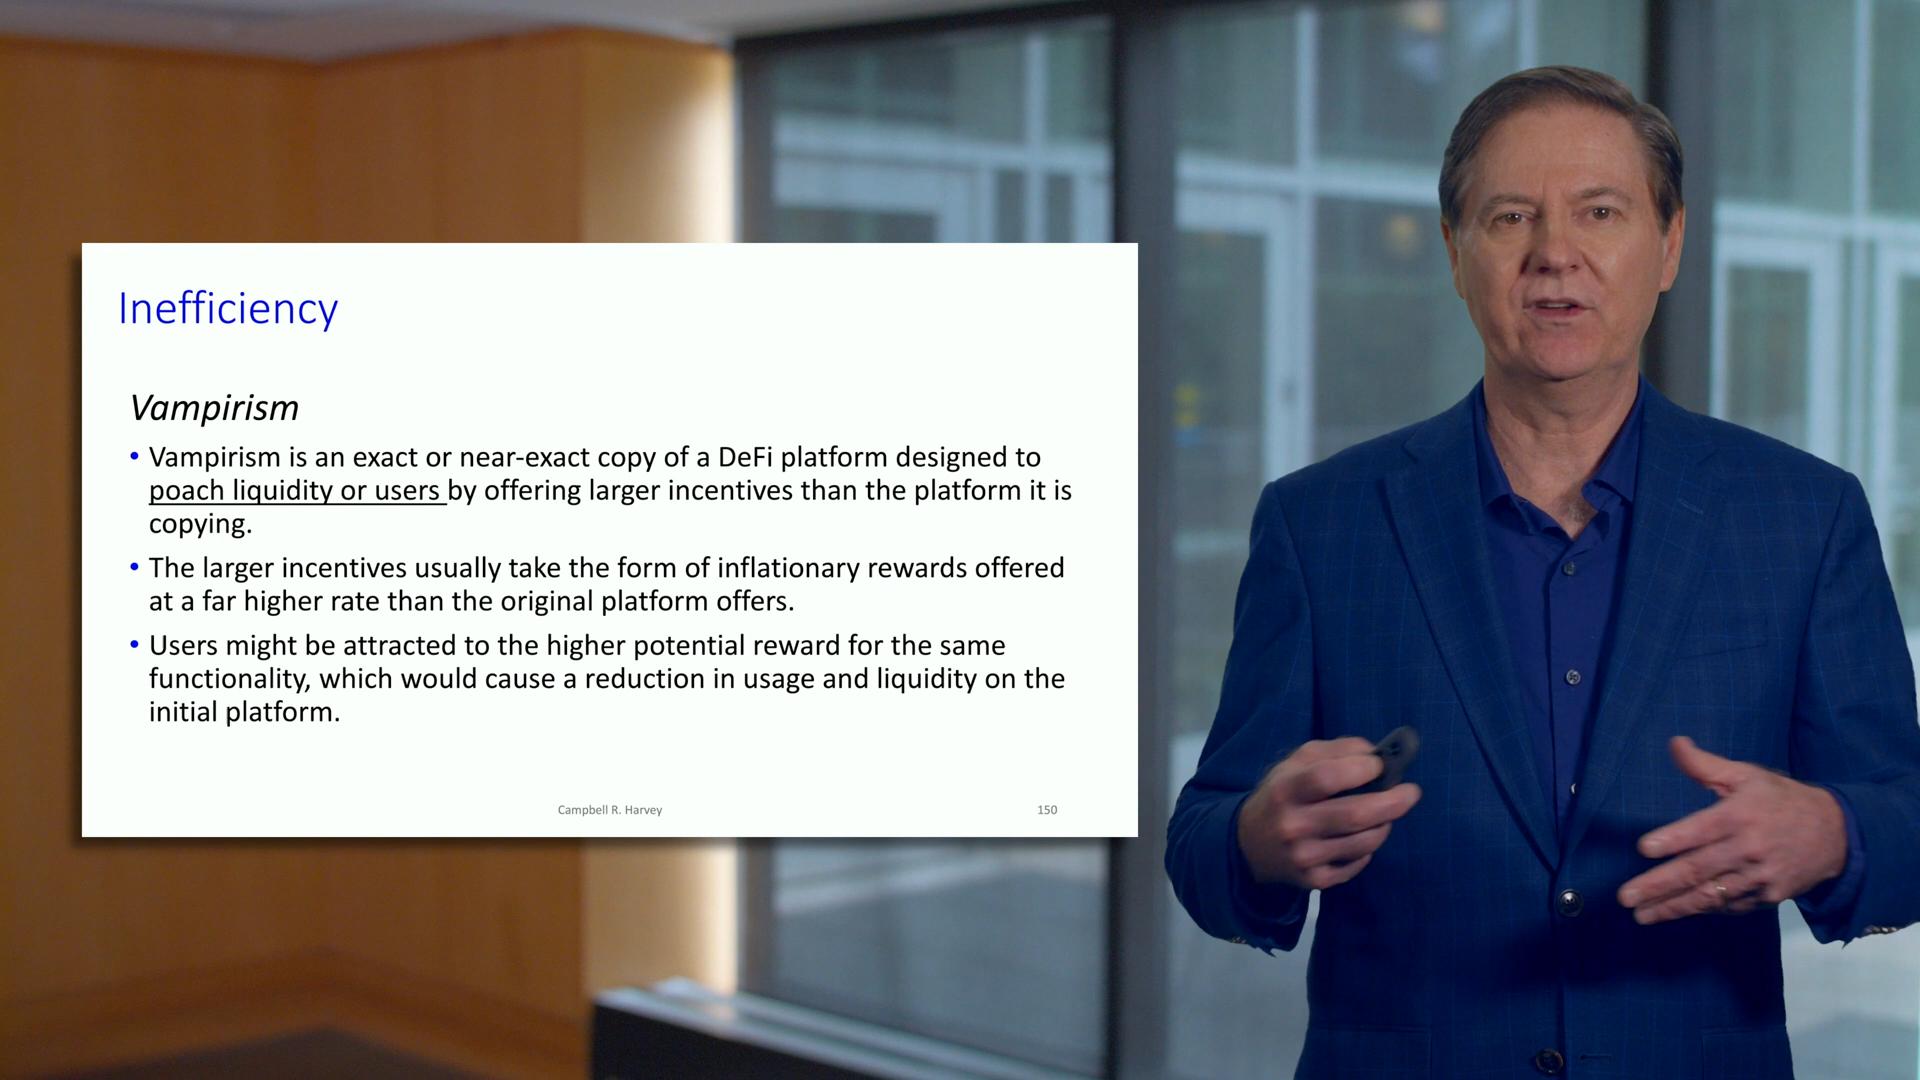 Inefficiency
Vampirism
• Vampirism is an exact or near-exact copy of a DeFi platform designed to
poach liquidity or users by offering larger incentives than the platform it is
copying.
• The larger incentives usually take the form of inflationary rewards offered
at a far higher rate than the original platform offers.
• Users might be attracted to the higher potential reward for the same
functionality, which would cause a reduction in usage and liquidity on the
initial platform.
Campbell R. Harvey
150